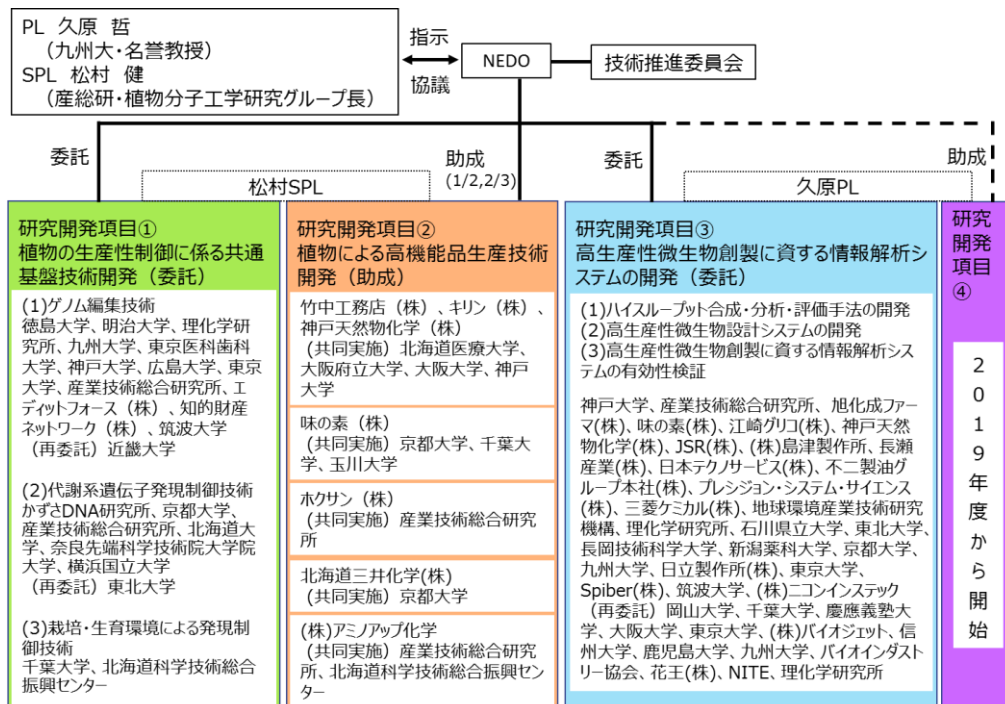 PL 久原 哲
（九州大・名誉教授）
SPL 松村 健
（産総研・植物分子工学研究グループ長）
指示
協議
NEDO
技術推進委員会
委託
助成
(1/2,2/3)
委託
助成
松村SPL
久原PL
研究開発項目①
植物の生産性制御に係る共通
基盤技術開発（委託）
(1)ゲノム編集技術
徳島大学、明治大学、理化学研
究所、九州大学、東京医科歯科
大学、神戸大学、広島大学、東京
大学、産業技術総合研究所、エ
ディットフォース（株）、知的財産
ネットワーク（株）、筑波大学
（再委託）近畿大学
(2)代謝系遺伝子発現制御技術
かずさDNA研究所、京都大学、
産業技術総合研究所、北海道大
学、奈良先端科学技術院大学院
大学、横浜国立大学
（再委託）東北大学
(3)栽培・生育環境による発現制
御技術
千葉大学、北海道科学技術総合
振興センター
研究開発項目②
植物による高機能品生産技術
開発（助成）
竹中工務店（株）、キリン（株）、
神戸天然物化学（株）
（共同実施）北海道医療大学、
大阪府立大学、大阪大学、神戸
大学
味の素（株）
（共同実施）京都大学、千葉大
学、玉川大学
ホクサン（株）
（共同実施）産業技術総合研究
所
北海道三井化学(株)
（共同実施）京都大学
(株)アミノアップ化学
（共同実施）産業技術総合研究
所、北海道科学技術総合振興セン
ター
研究開発項目③
高生産性微生物創製に資する情報解析シ
ステムの開発（委託）
(1)ハイスループット合成・分析・評価手法の開発
(2)高生産性微生物設計システムの開発
(3)高生産性微生物創製に資する情報解析シス
テムの有効性検証
神戸大学、産業技術総合研究所、旭化成ファー
マ(株)、味の素(株)、江崎グリコ(株)、神戸天然
物化学(株)、JSR(株)、(株)島津製作所、長瀬
産業(株)、日本テクノサービス(株)、不二製油グ
ループ本社(株)、プレシジョン・システム・サイエンス
(株)、三菱ケミカル(株)、地球環境産業技術研究
機構、理化学研究所、石川県立大学、東北大学、
長岡技術科学大学、新潟薬科大学、京都大学、
九州大学、日立製作所(株)、東京大学、
Spiber(株)、筑波大学、(株)ニコンインステック
（再委託）岡山大学、千葉大学、慶應義塾大
学、大阪大学、東京大学、(株)バイオジェット、信
州大学、鹿児島大学、九州大学、バイオインダスト
リー協会、花王(株)、NITE、理化学研究所
研究
開発
項目
④
2019年度から開始